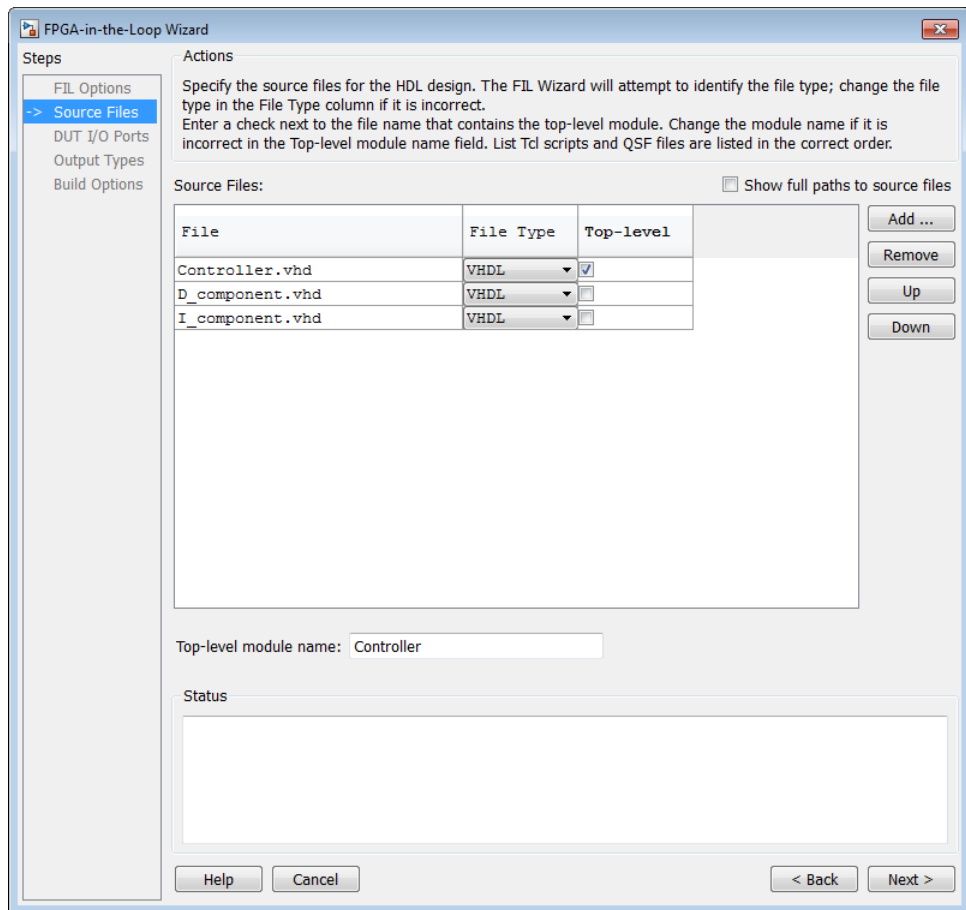 FPGA-in-the-Loop Wizard
Steps
FIL Options
-> Source Files
DUT I/O Ports
Output Types
Build Options
Actions
Specify the source files for the HDL design. The FIL Wizard will attempt to identify the file type; change the file
type in the File Type column if it is incorrect.
Enter a check next to the file name that contains the top-level module. Change the module name if it is
incorrect in the Top-level module name field. List Tcl scripts and QSF files are listed in the correct order.
Source Files:
Show full paths to source files
File File Type Top-level
Controller.vhd VHDL
D_component.vhd VHDL
I_component.vhd VHDL
Add ...
Remove
Up
Down
Top-level module name: Controller
Status
Help Cancel < Back Next >